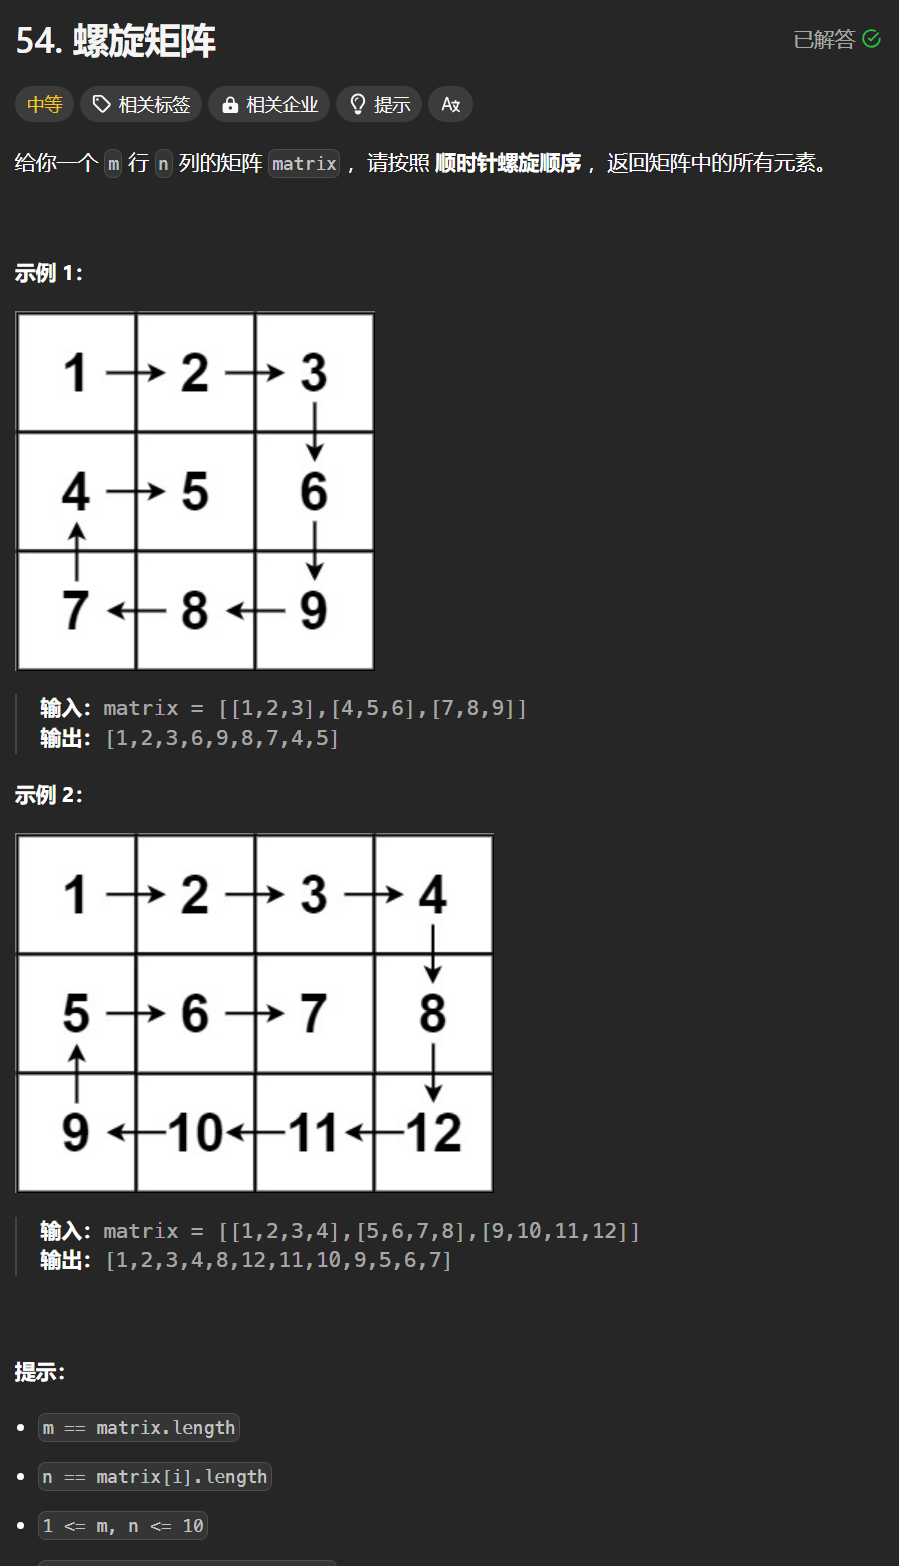 54. 螺旋矩阵
已解答
中等 相关标签 相关企业 提示
给你一个 m 行 n 列的矩阵 matrix ，请按照 顺时针螺旋顺序 ，返回矩阵中的所有元素。
示例 1：
1 2 3
4 5 6
7 8 9
输入：matrix = [[1,2,3],[4,5,6],[7,8,9]]
输出：[1,2,3,6,9,8,7,4,5]
示例 2：
1 2 3 4
5 6 7 8
9 10 11 12
输入：matrix = [[1,2,3,4],[5,6,7,8],[9,10,11,12]]
输出：[1,2,3,4,8,12,11,10,9,5,6,7]
提示：
m == matrix.length
n == matrix[i].length
1 <= m, n <= 10